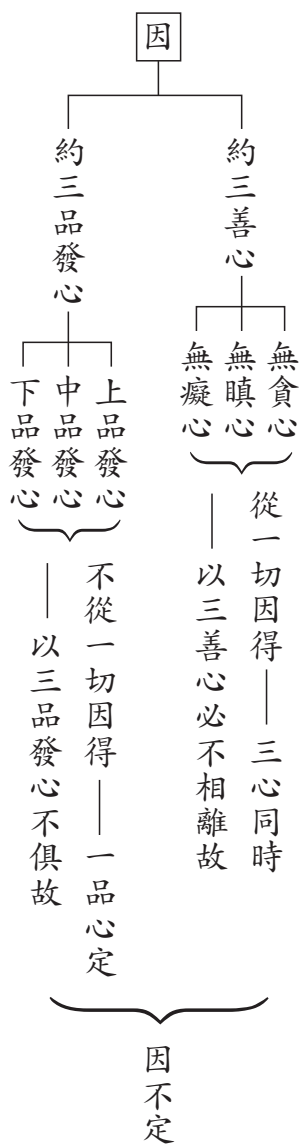 因
約三善心
無貪心
無瞋心
無癡心
從一切因得——三心同時
——以三善心必不相離故
約三品發心
上品發心
中品發心
下品發心
不從一切因得——一品心定
——以三品發心不俱故
因不定